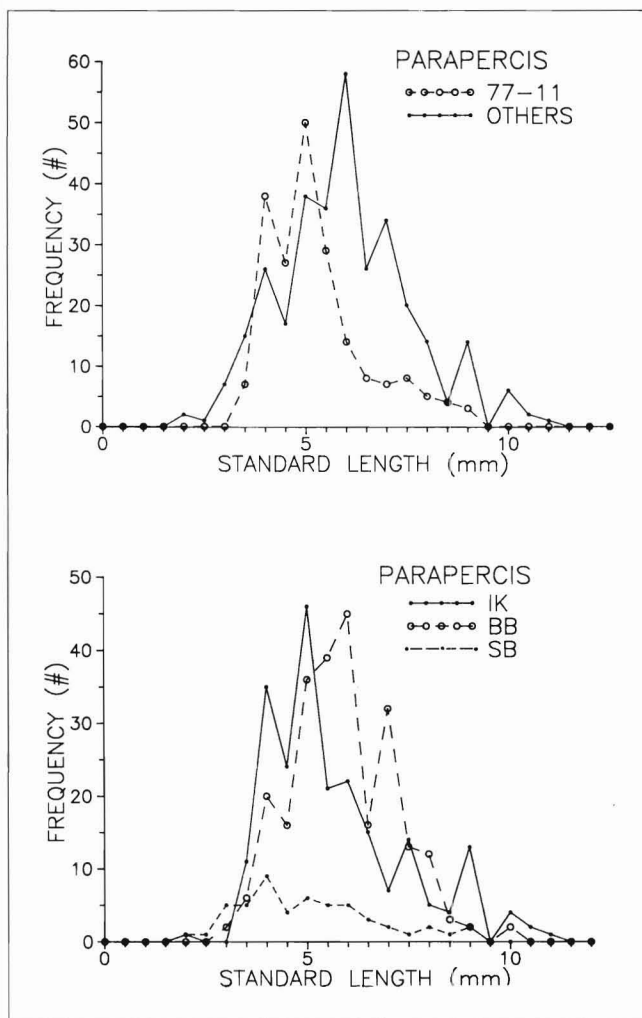 PARAPERCIS
77-11
OTHERS
60
50
40
30
20
10
0
FREQUENCY (#)
0 5 10
STANDARD LENGTH (mm)
PARAPERCIS
IK
BB
SB
50
40
30
20
10
0
FREQUENCY (#)
0 5 10
STANDARD LENGTH (mm)